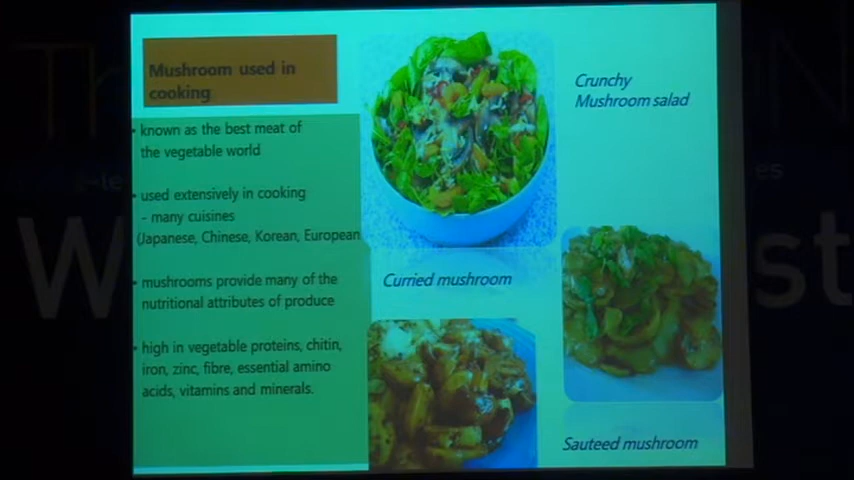 Mushroom used in
cooking
• known as the best meat of
the vegetable world
• used extensively in cooking
- many cuisines
(Japanese, Chinese, Korean, European
• mushrooms provide many of the
nutritional attributes of produce
• high in vegetable proteins, chitin,
iron, zinc, fibre, essential amino
acids, vitamins and minerals.
Crunchy
Mushroom salad
Curried mushroom
Sauteed mushroom